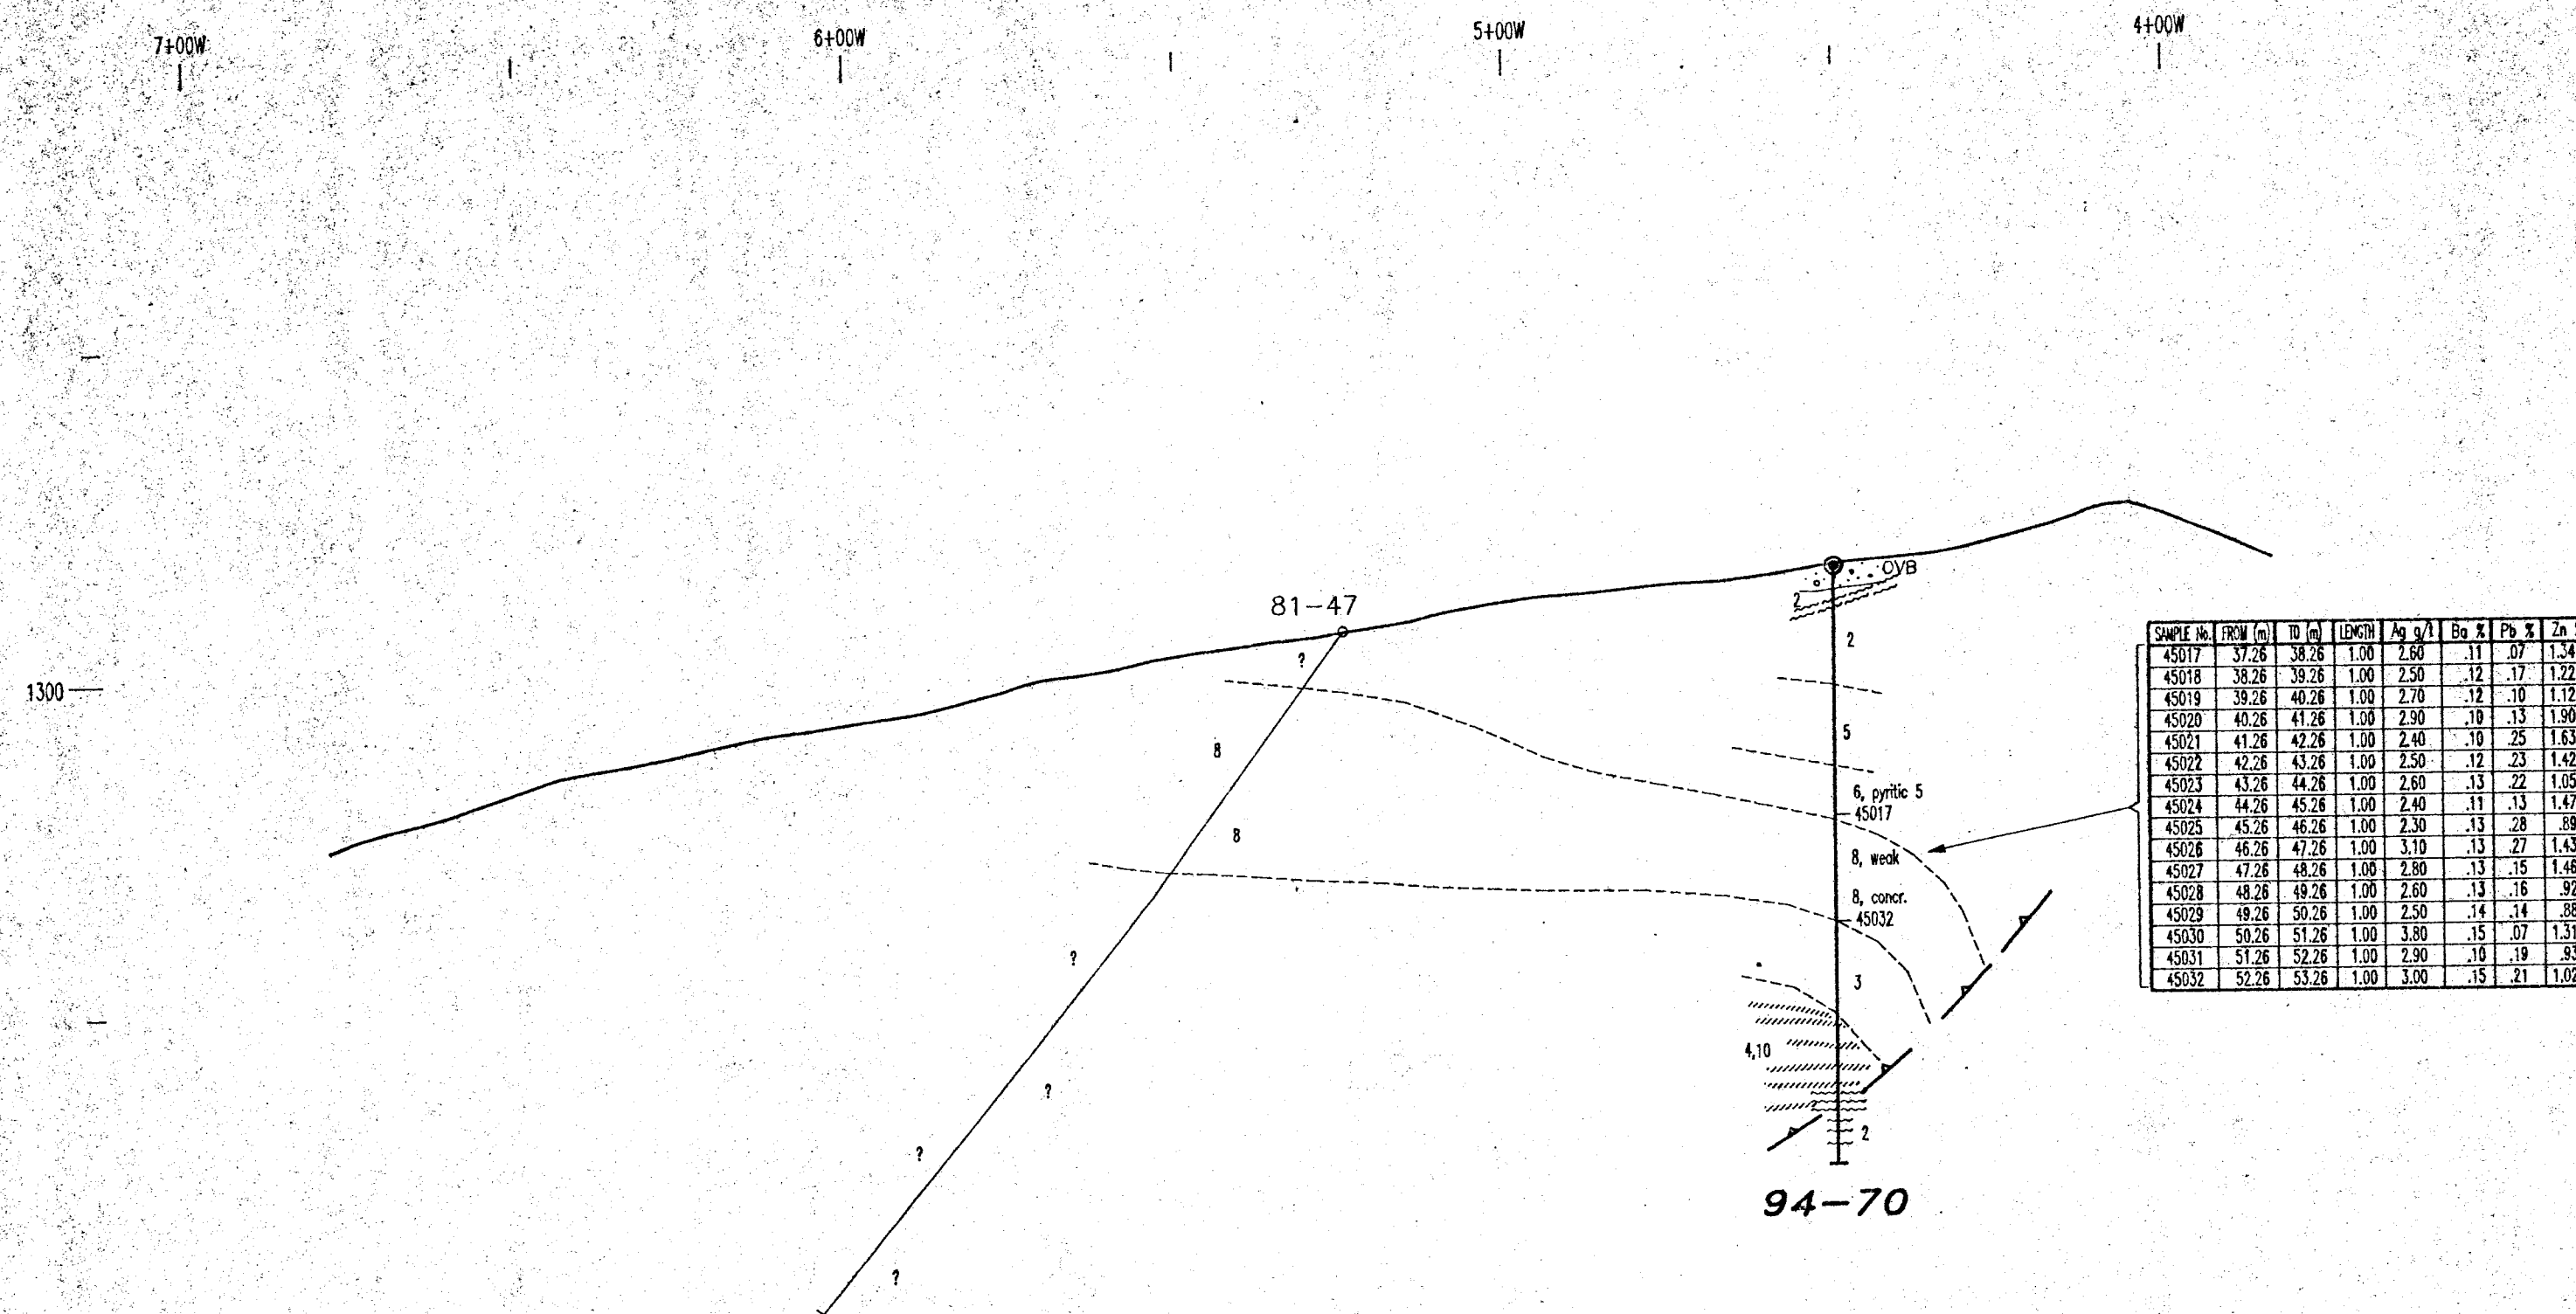 7+00W 6+00W 5+00W 4+00W
OVB
2
81-47
SAMPLE No. FROM (m) TO (m) LENGTH Ag g/t Ba % Pb % Zn
2
45017 37.26 38.26 1.00 2.60 .11 .07 1.34
?
45018 38.26 39.26 1.00 2.50 .12 .17 1.22
1300
45019 39.26 40.26 1.00 2.70 .12 .10 1.12
45020 40.26 41.26 1.00 2.90 .10 .13 1.90
5
45021 41.26 42.26 1.00 2.40 .10 .25 1.63
8
45022 42.26 43.26 1.00 2.50 .12 .23 1.42
45023 43.26 44.26 1.00 2.60 .13 .22 1.05
6, pyritic 5
45024 44.26 45.26 1.00 2.40 .11 .13 1.47
45017
45025 45.26 46.26 1.00 2.30 .13 .28 .89
8
45026 46.26 47.26 1.00 3.10 .13 .27 1.43
8, weak
45027 47.26 48.26 1.00 2.80 .13 .15 1.46
45028 48.26 49.26 1.00 2.60 .13 .16 .92
8, concr.
45029 49.26 50.26 1.00 2.50 .14 .14 .88
45032
45030 50.26 51.26 1.00 3.80 .15 .07 1.31
45031 51.26 52.26 1.00 2.90 .10 .19 .93
?
45032 52.26 53.26 1.00 3.00 .15 .21 1.02
3
4,10
?
2
?
94-70
?